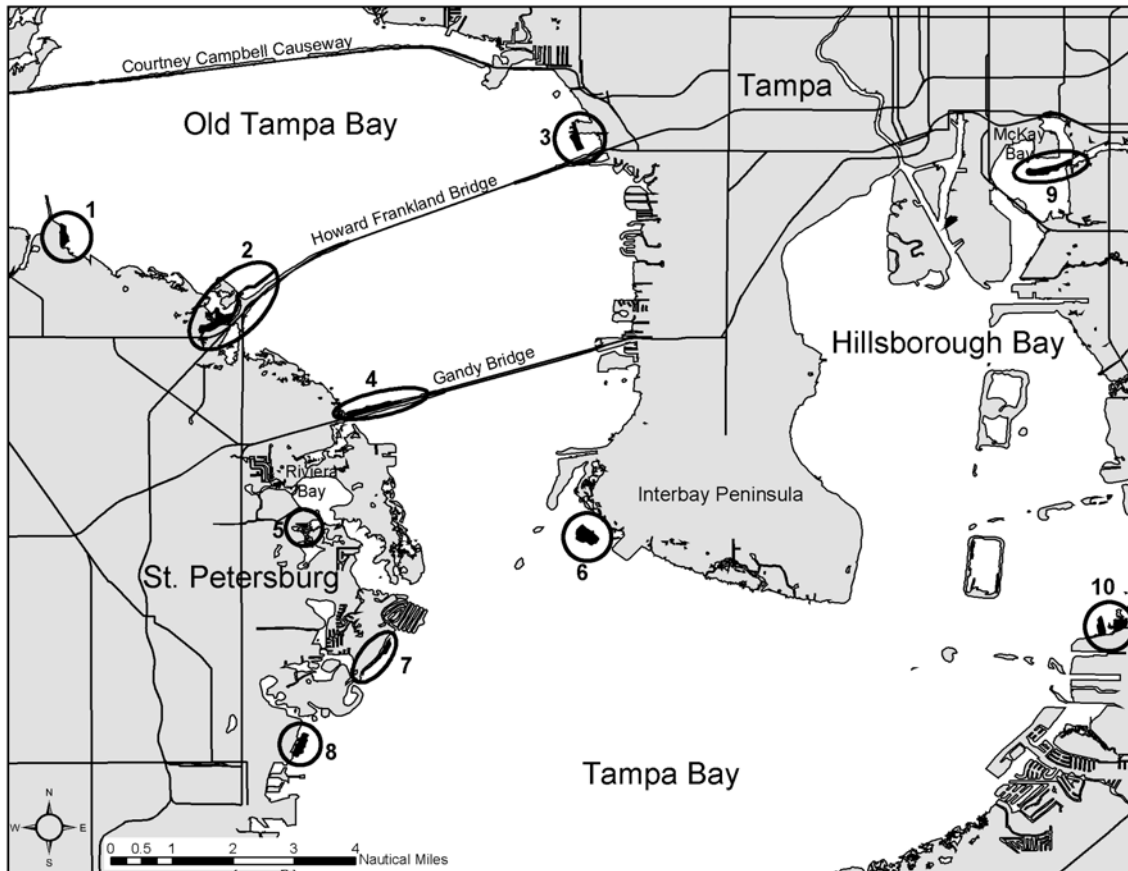 Courtney Campbell Causeway
Tampa
Old Tampa Bay
3
McKay
Bay
9
1
Howard Frankland Bridge
2
Hillsborough Bay
Gandy Bridge
4
Riviera
Bay
Interbay Peninsula
5
6
St. Petersburg
10
7
8
Tampa Bay
N
W E
S
0 0.5 1 2 3 4
Nautical Miles